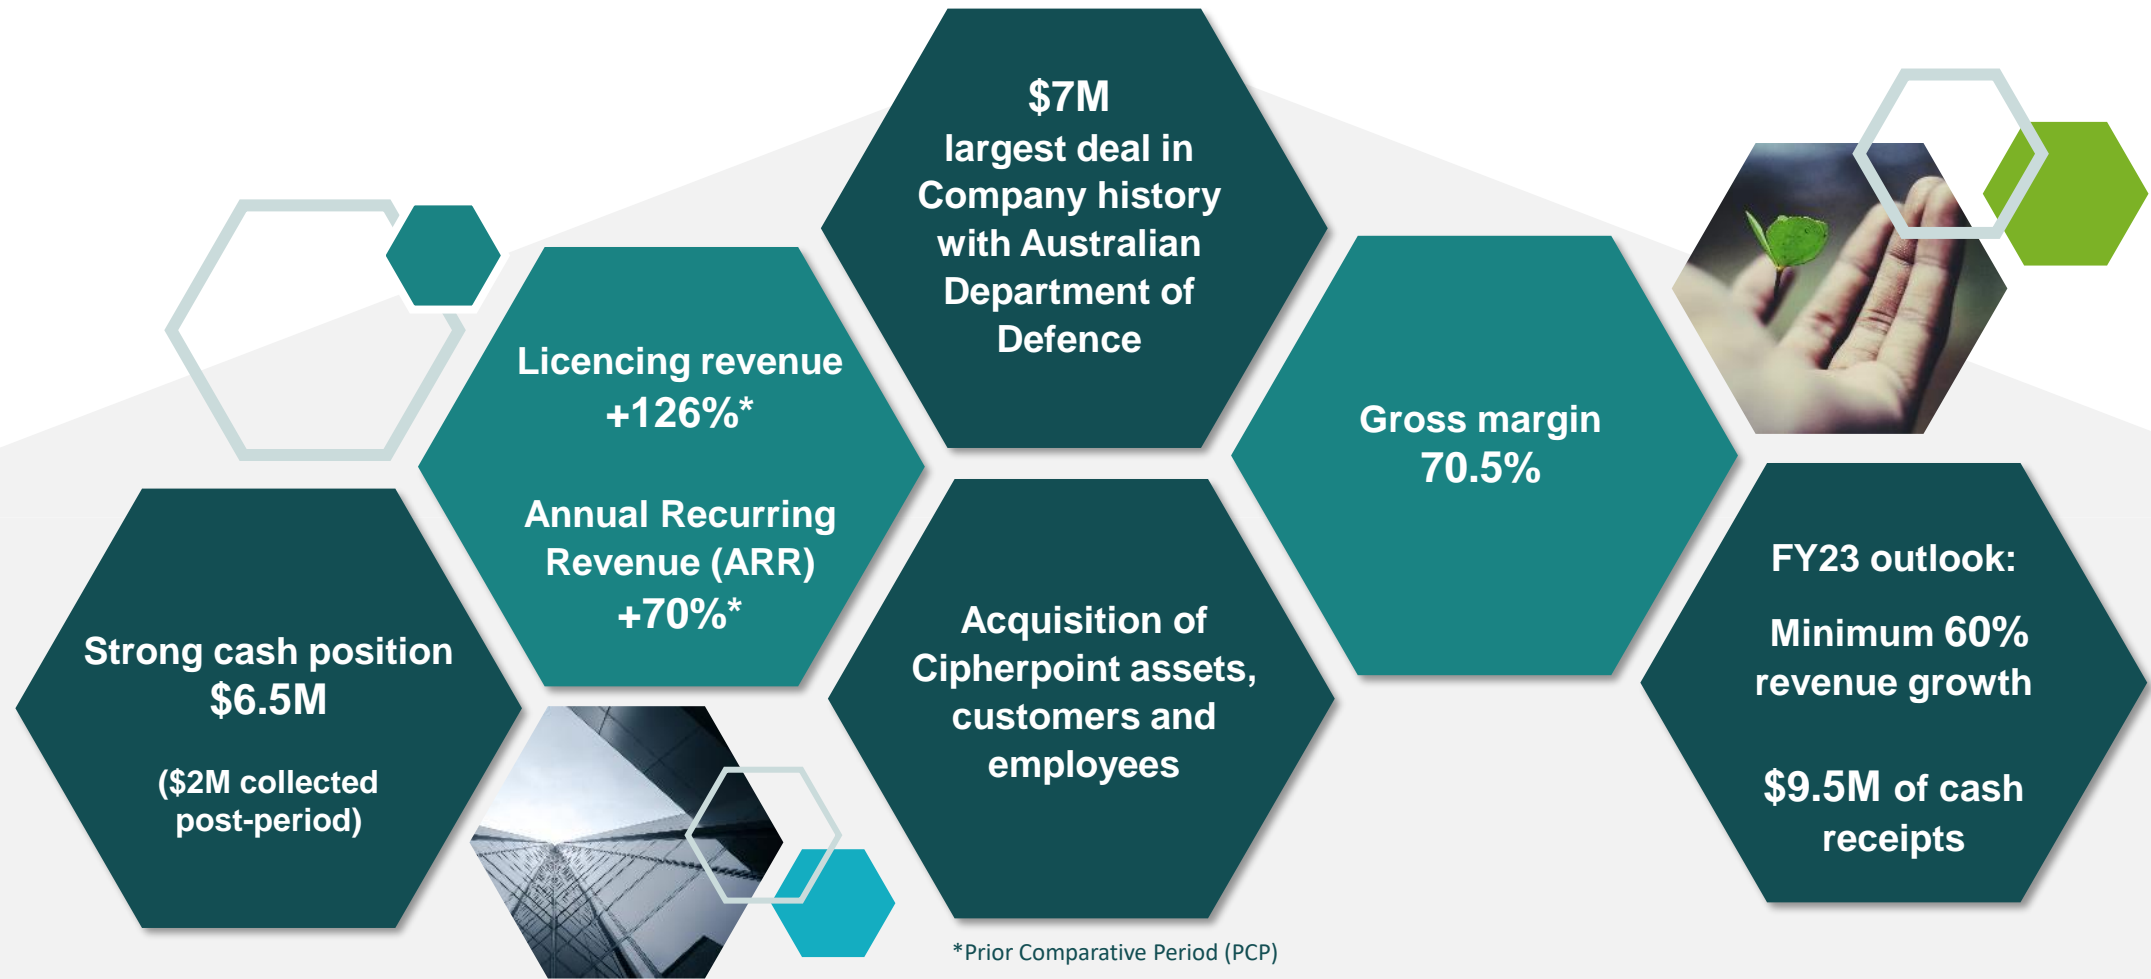 $7M
largest deal in
Company history
with Australian
Department of
Defence
Licencing revenue
+126%*
Annual Recurring
Revenue (ARR)
+70%*
Gross margin
70.5%
Strong cash position
$6.5M
($2M collected
post-period)
Acquisition of
Cipherpoint assets,
customers and
employees
FY23 outlook:
Minimum 60%
revenue growth
$9.5M of cash
receipts
*Prior Comparative Period (PCP)